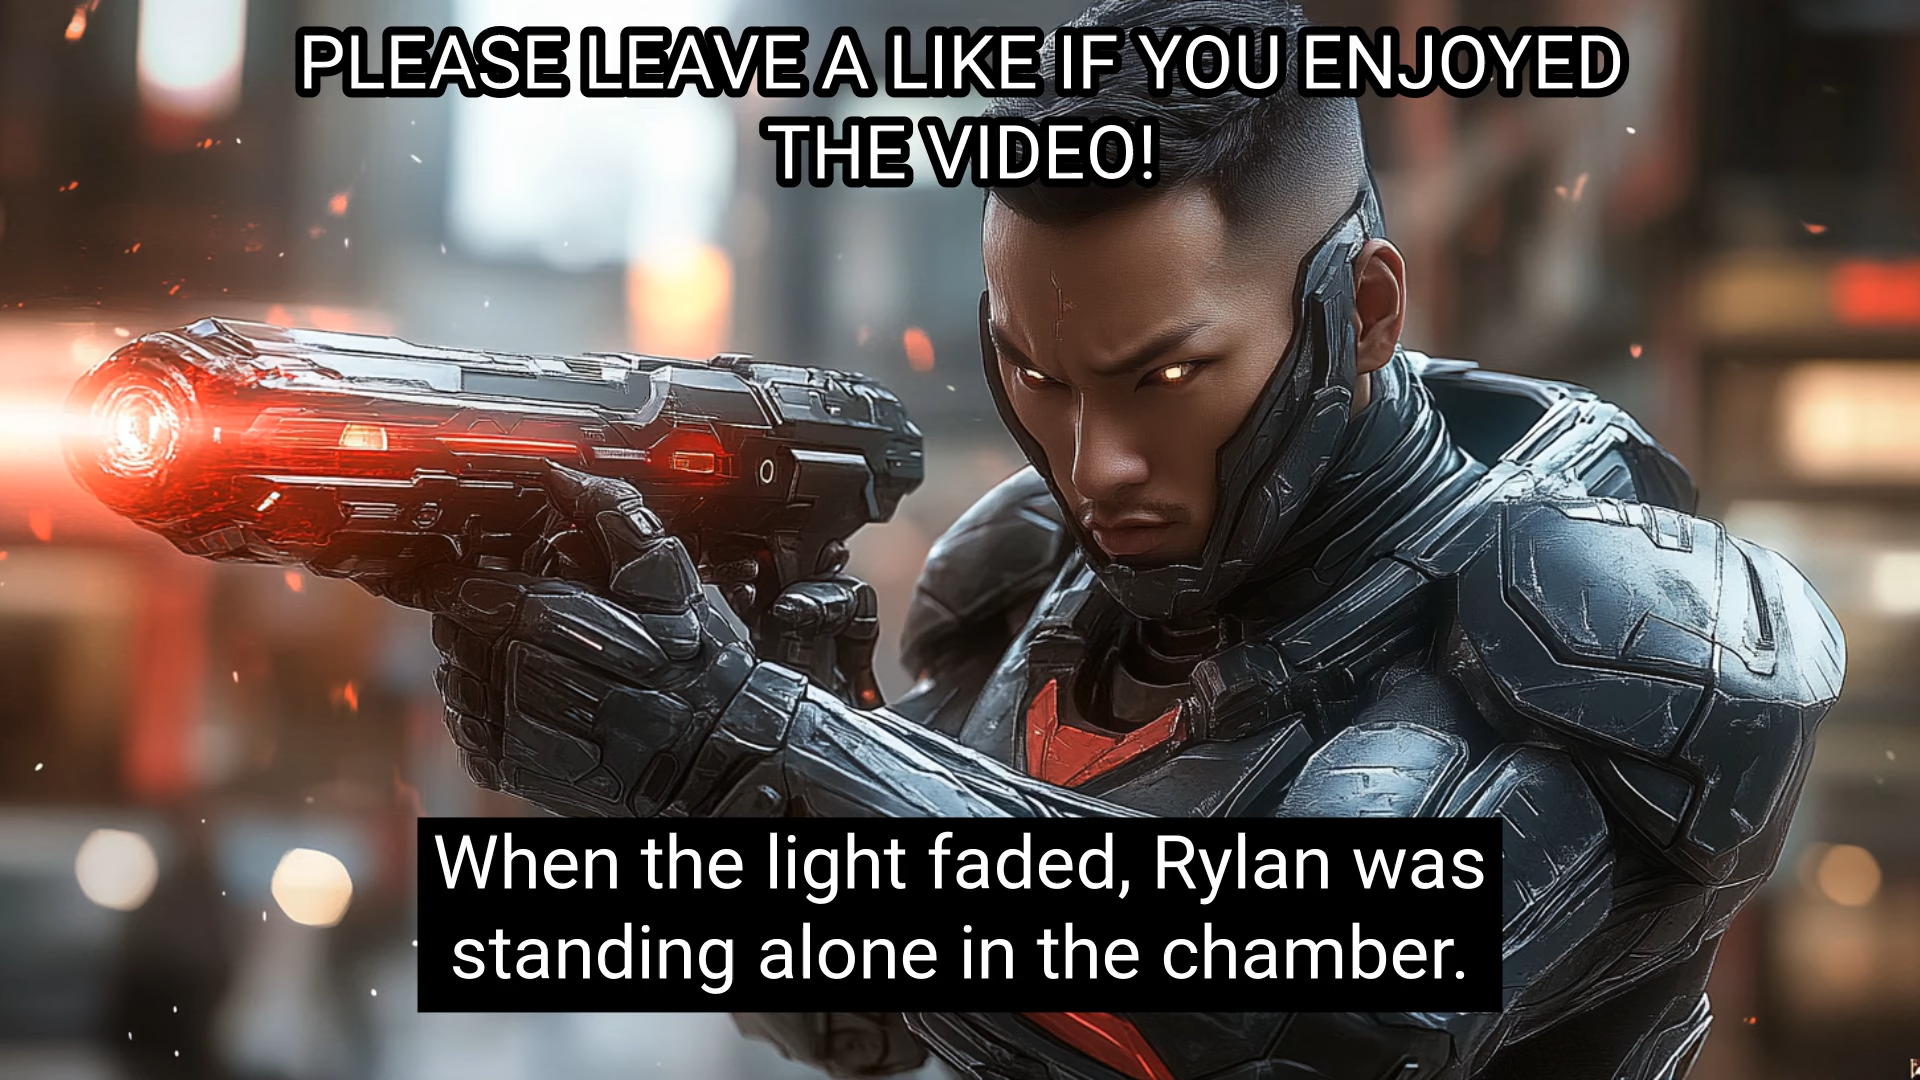 PLEASE LEAVE A LIKE IF YOU ENJOYED
THE VIDEO!
When the light faded, Rylan was
standing alone in the chamber.